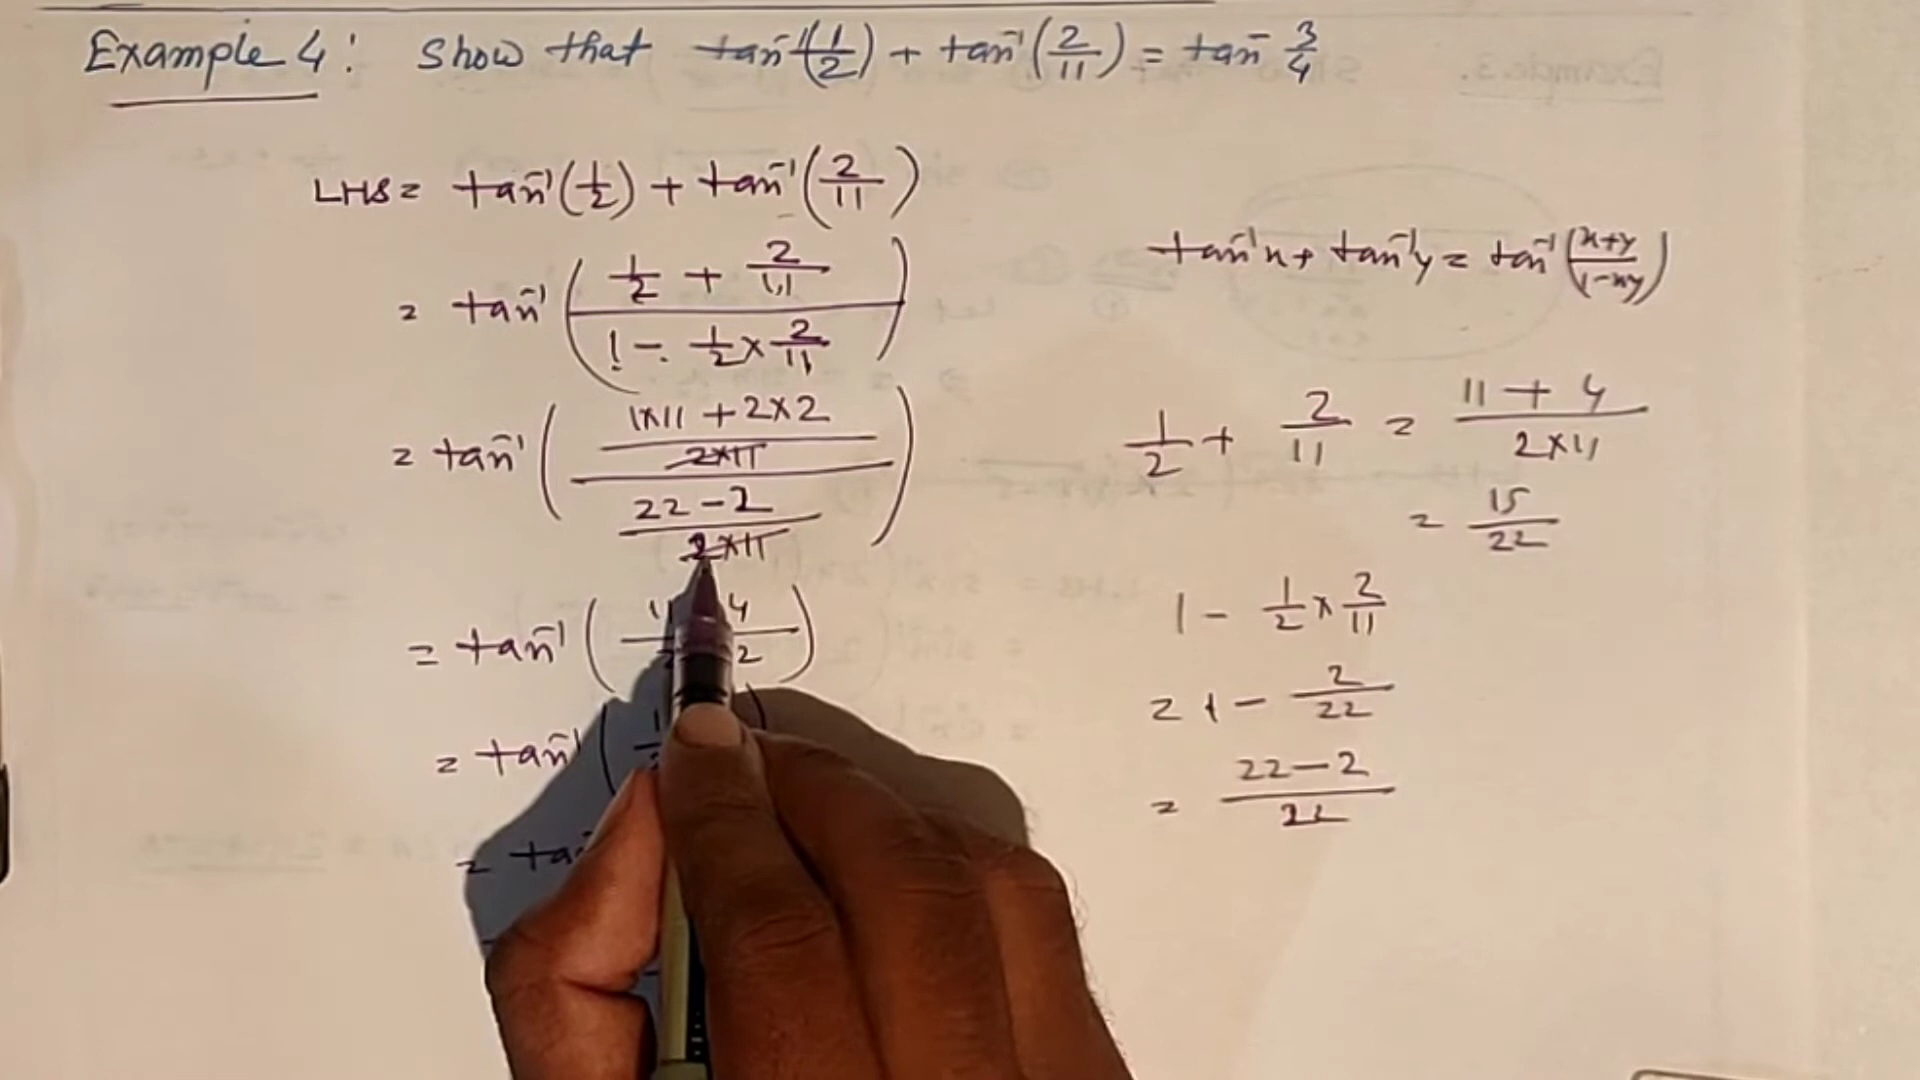 Example 4: Show that tan⁻¹(1/2) + tan⁻¹(2/11) = tan⁻ 3/4
LHS = tan⁻¹(1/2) + tan⁻¹(2/11)
= tan⁻¹((1/2 + 2/11)/(1 - 1/2 × 2/11))
= tan⁻¹(((1×11 + 2×2)/(2×11))/((22 - 2)/(2×11)))
= tan⁻¹( 4 / 2)
= tan⁻¹(
=
tan⁻¹x + tan⁻¹y = tan⁻¹((x+y)/(1-xy))
1/2 + 2/11 = (11 + 4)/(2×11)
= 15/22
1 - 1/2 × 2/11
= 1 - 2/22
= (22 - 2)/22